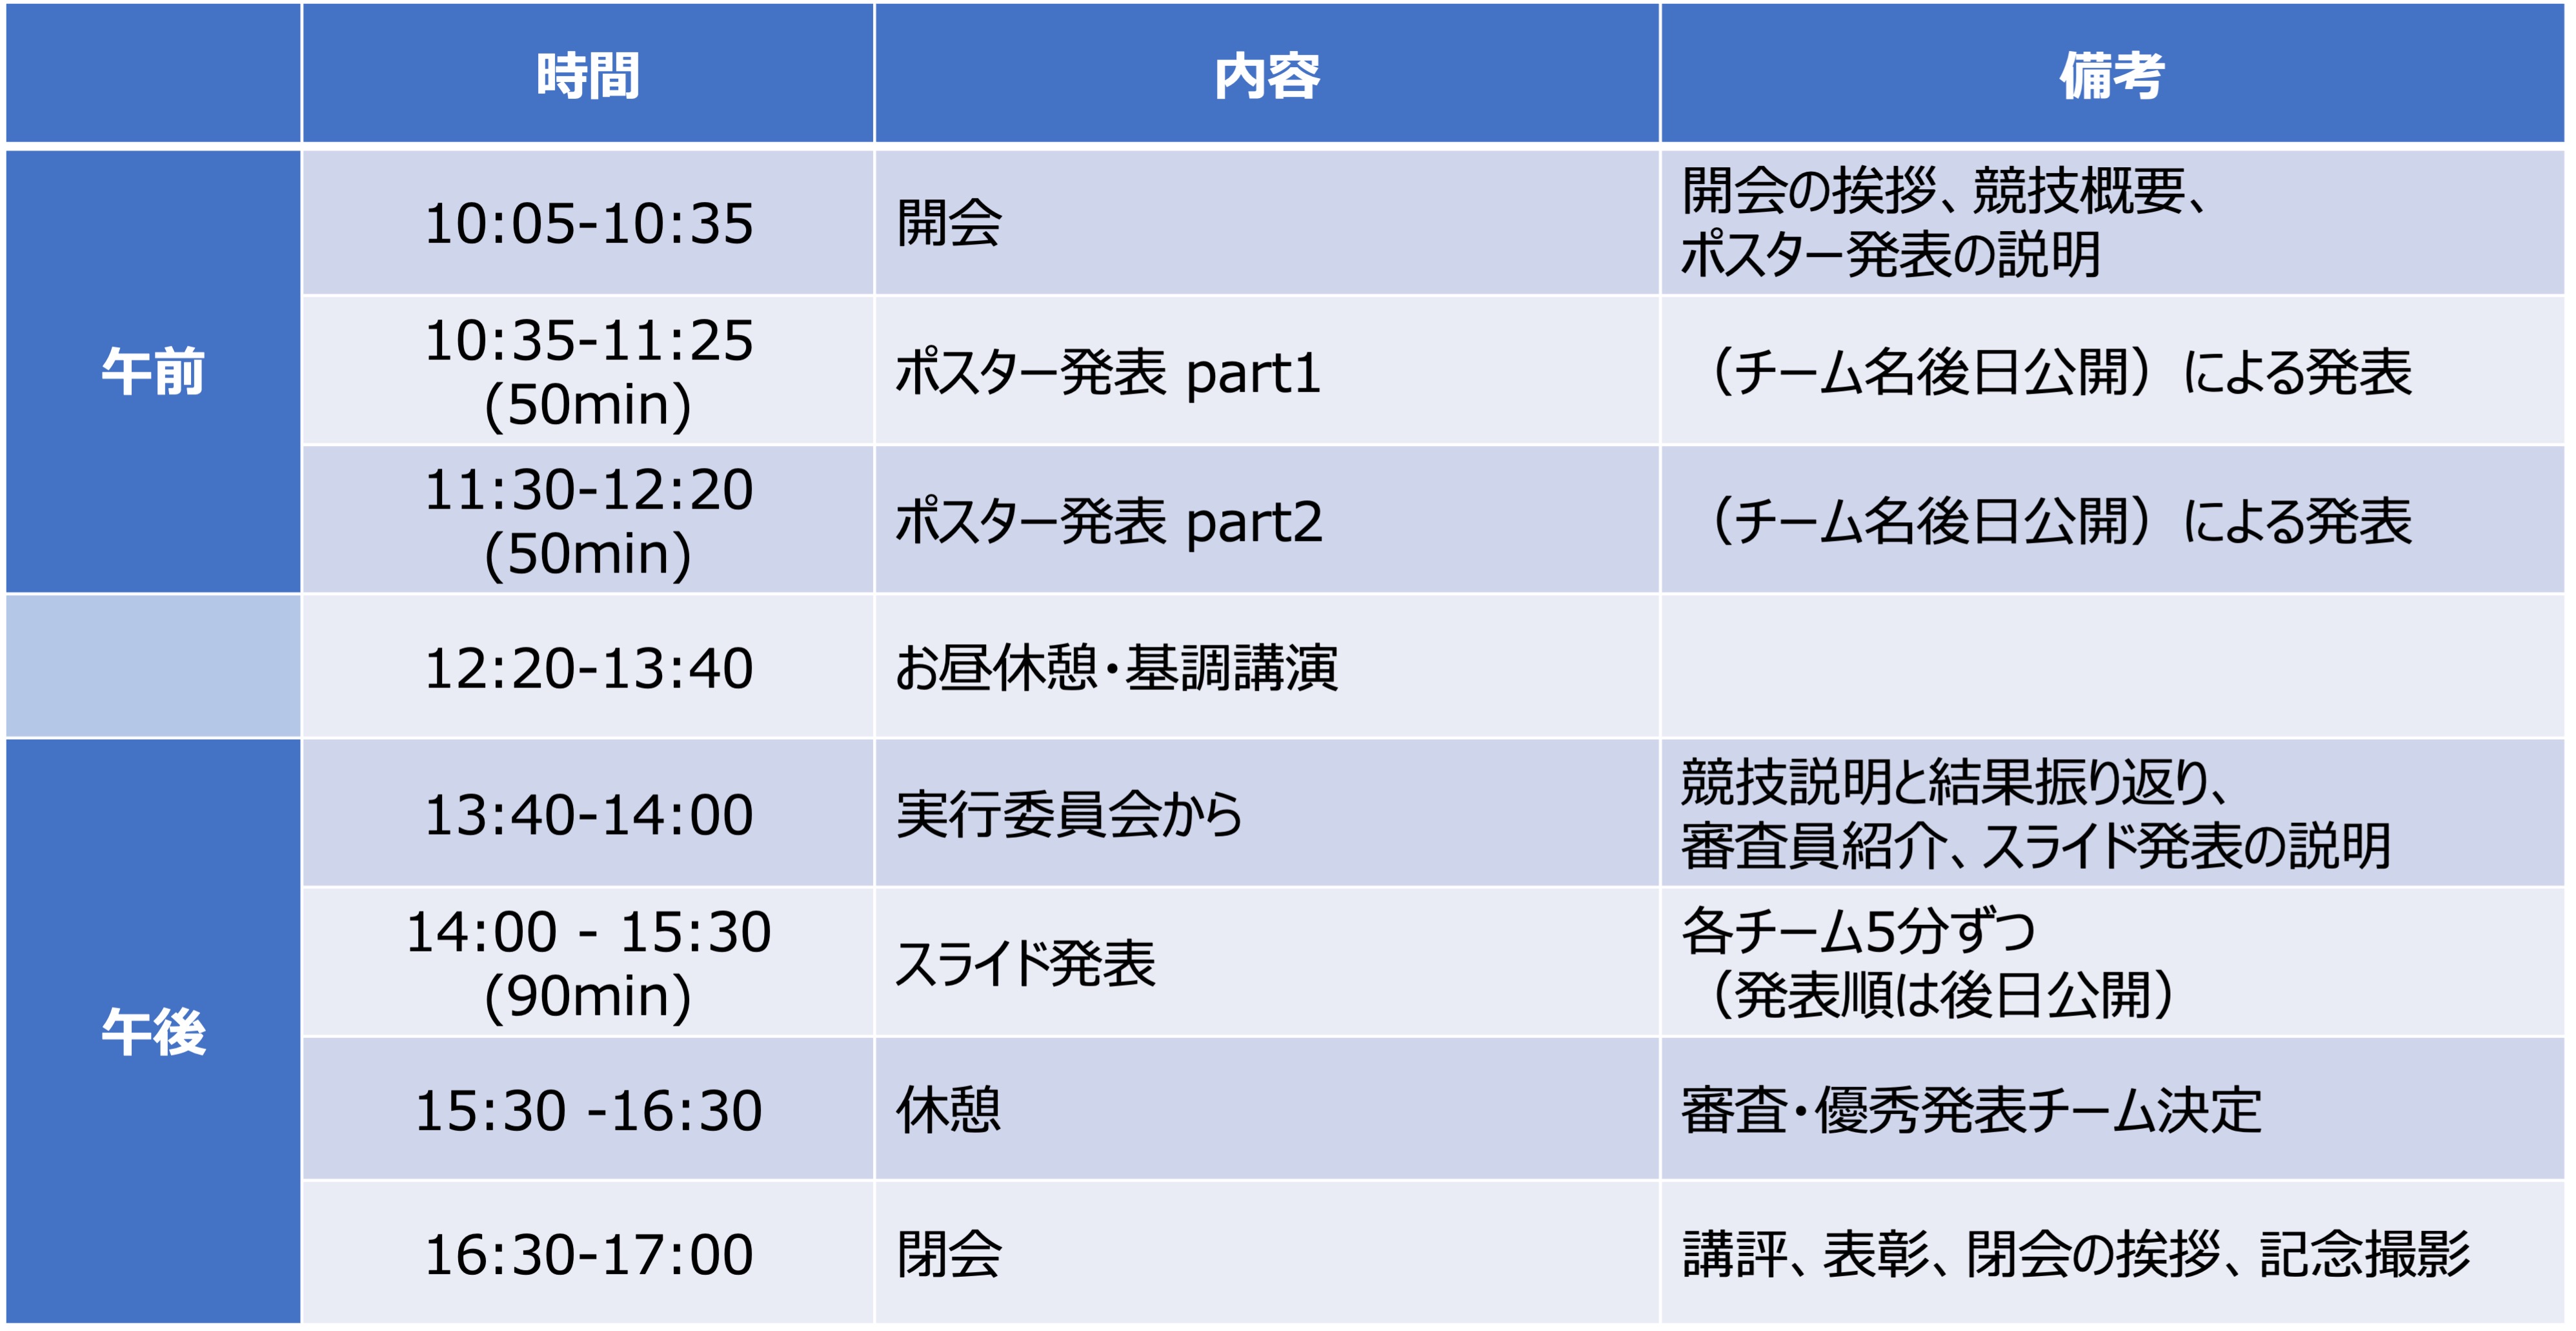 時間
内容
備考
午前
10:05-10:35
開会
開会の挨拶、競技概要、
ポスター発表の説明
10:35-11:25
(50min)
ポスター発表 part1
（チーム名後日公開）による発表
11:30-12:20
(50min)
ポスター発表 part2
（チーム名後日公開）による発表
12:20-13:40
お昼休憩・基調講演
午後
13:40-14:00
実行委員会から
競技説明と結果振り返り、
審査員紹介、スライド発表の説明
14:00 - 15:30
(90min)
スライド発表
各チーム5分ずつ
（発表順は後日公開）
15:30 -16:30
休憩
審査・優秀発表チーム決定
16:30-17:00
閉会
講評、表彰、閉会の挨拶、記念撮影